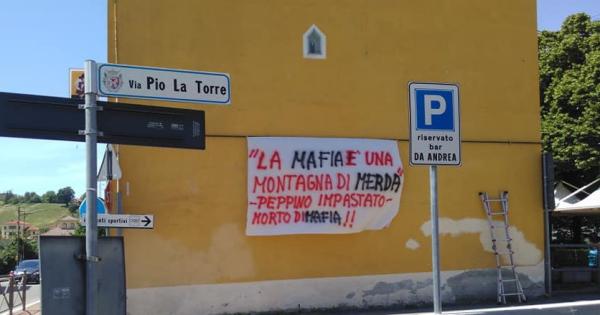 Via Pio La Torre
"LA MAFIA E' UNA
MONTAGNA DI MERDA"
-PEPPINO IMPASTATO-
MORTO DI MAFIA!!
P
riservato
bar
DA ANDREA
sportivi